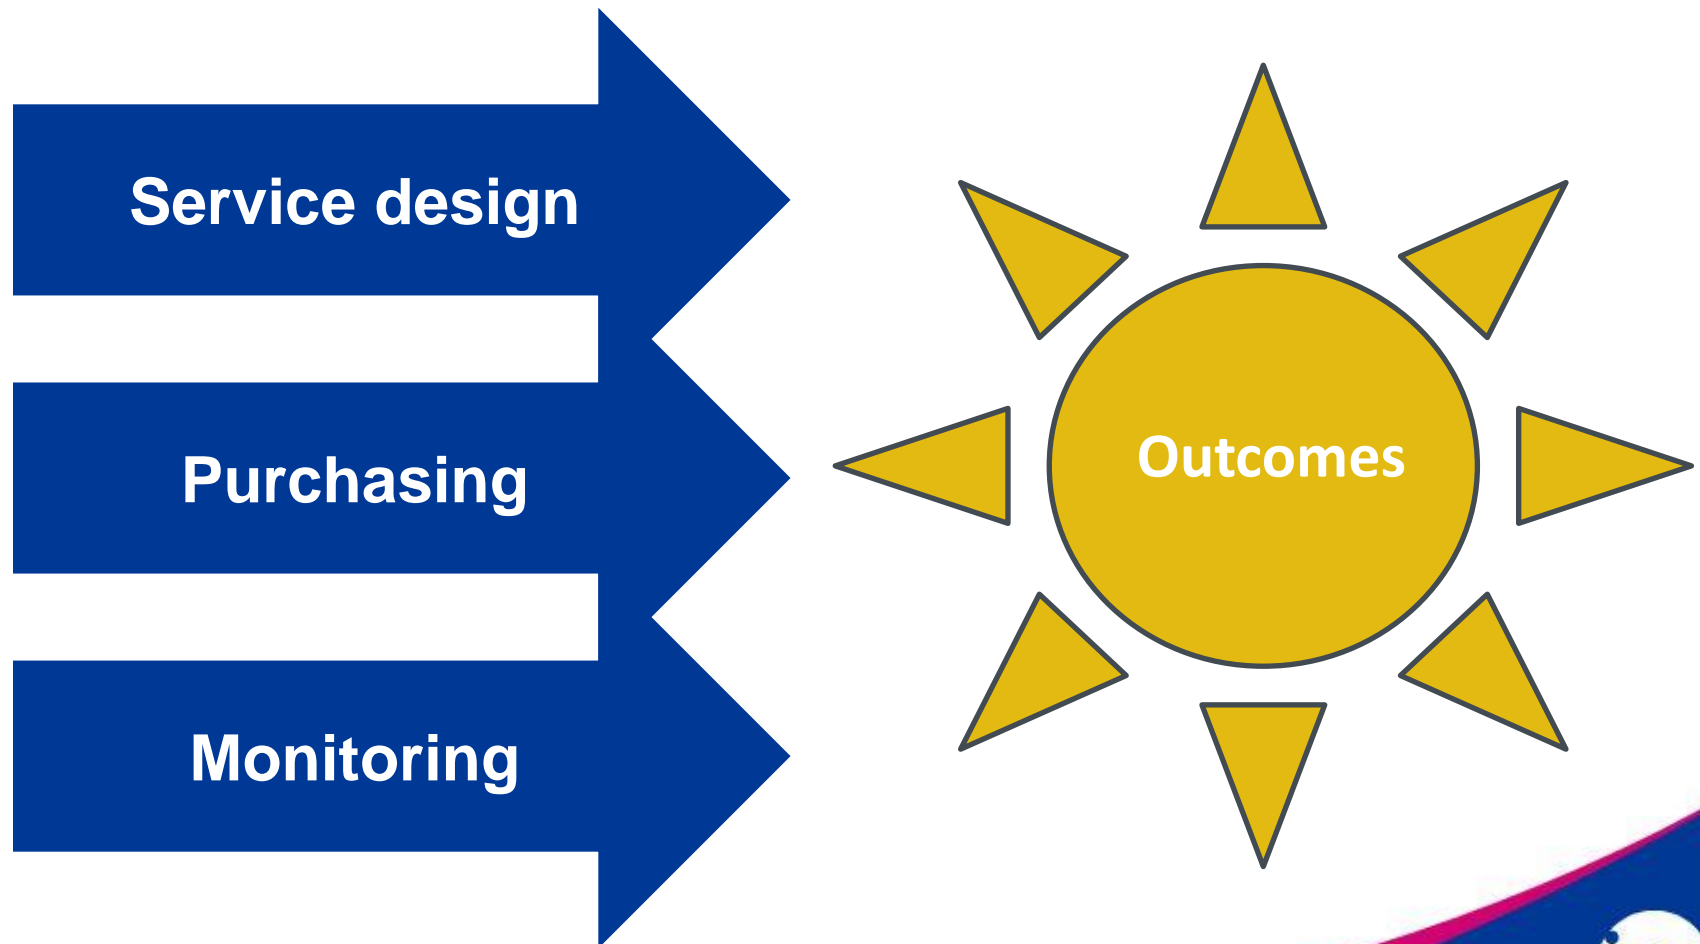 Service design
Purchasing
Outcomes
Monitoring